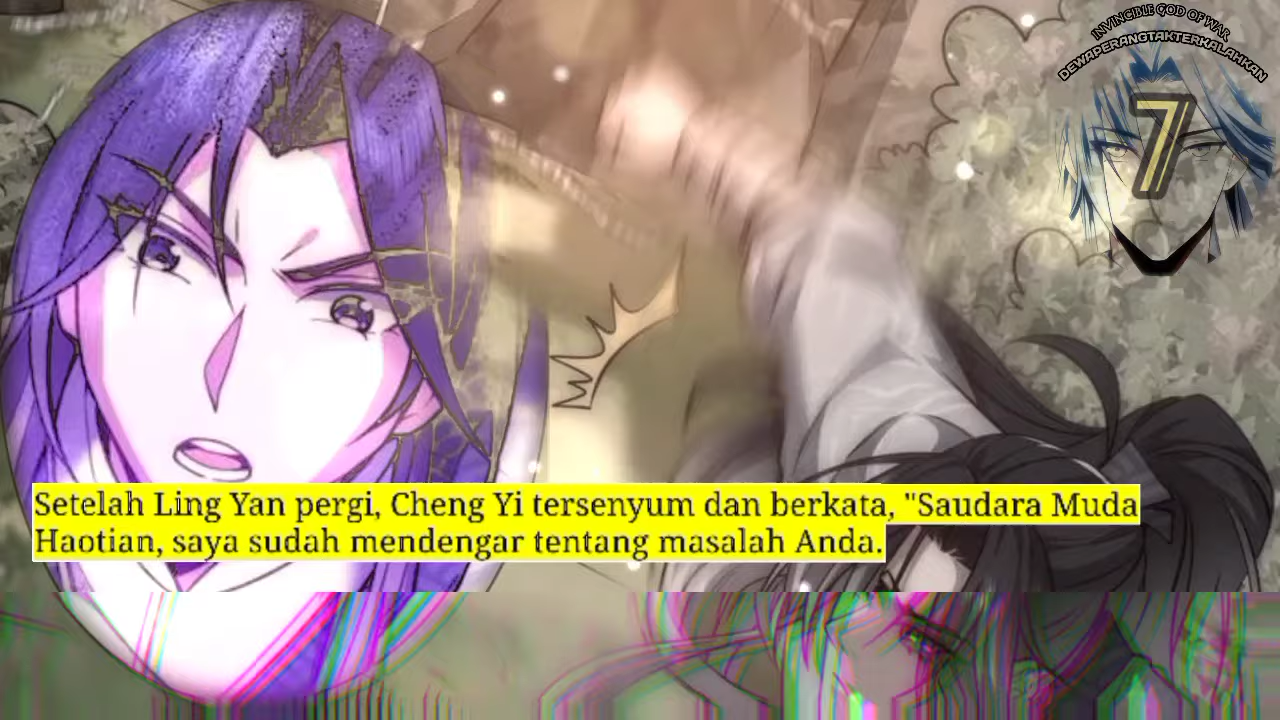 INVINCIBLE GOD OF WAR
DEWAPERANGTAKTERKALAHKAN
7
Setelah Ling Yan pergi, Cheng Yi tersenyum dan berkata, "Saudara Muda
Haotian, saya sudah mendengar tentang masalah Anda.